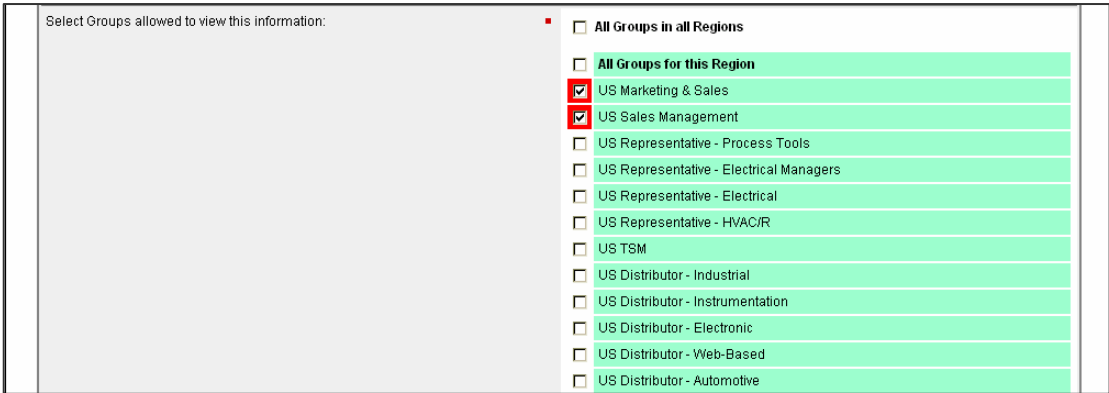 Select Groups allowed to view this information:
All Groups in all Regions
All Groups for this Region
US Marketing & Sales
US Sales Management
US Representative - Process Tools
US Representative - Electrical Managers
US Representative - Electrical
US Representative - HVAC/R
US TSM
US Distributor - Industrial
US Distributor - Instrumentation
US Distributor - Electronic
US Distributor - Web-Based
US Distributor - Automotive